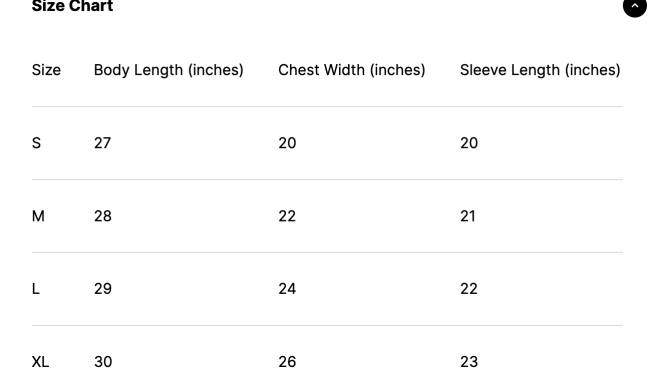 Size Chart
Size Body Length (inches) Chest Width (inches) Sleeve Length (inches)
S 27 20 20
M 28 22 21
L 29 24 22
XL 30 26 23